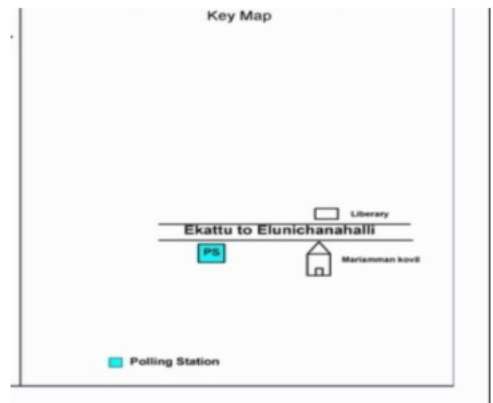 Key Map
Liberary
Ekattu to Elunichanahalli
PS
Mariamman kovil
Polling Station